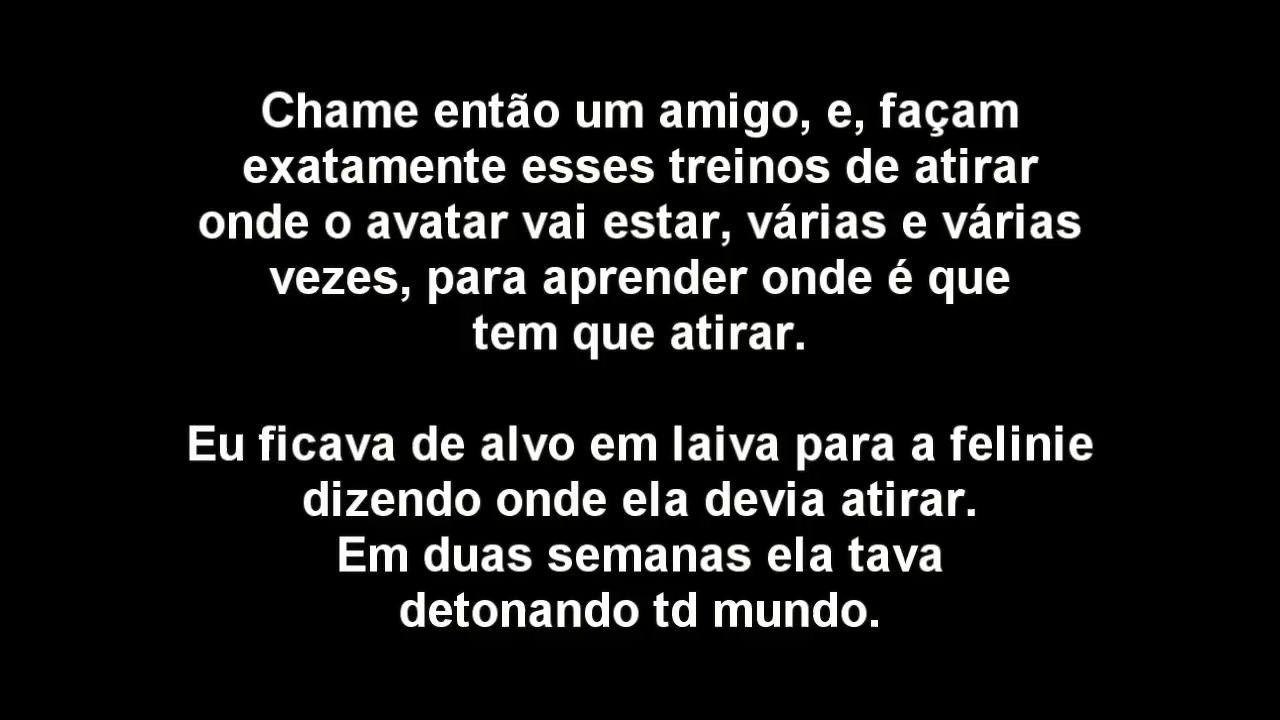 Chame então um amigo, e, façam
exatamente esses treinos de atirar
onde o avatar vai estar, várias e várias
vezes, para aprender onde é que
tem que atirar.
Eu ficava de alvo em laiva para a felinie
dizendo onde ela devia atirar.
Em duas semanas ela tava
detonando td mundo.